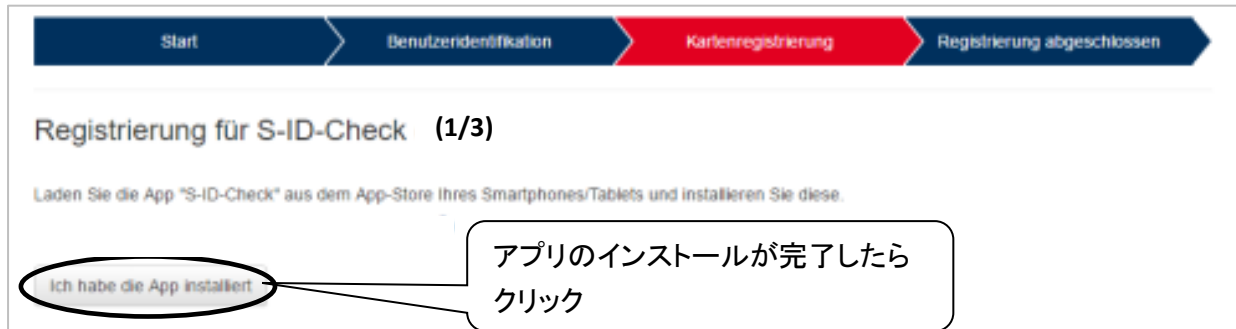 Start
Benutzeridentifikation
Kartenregistrierung
Registrierung abgeschlossen
Registrierung für S-ID-Check (1/3)
Laden Sie die App "S-ID-Check" aus dem App-Store Ihres Smartphones/Tablets und installieren Sie diese.
アプリのインストールが完了したら
クリック
Ich habe die App installiert